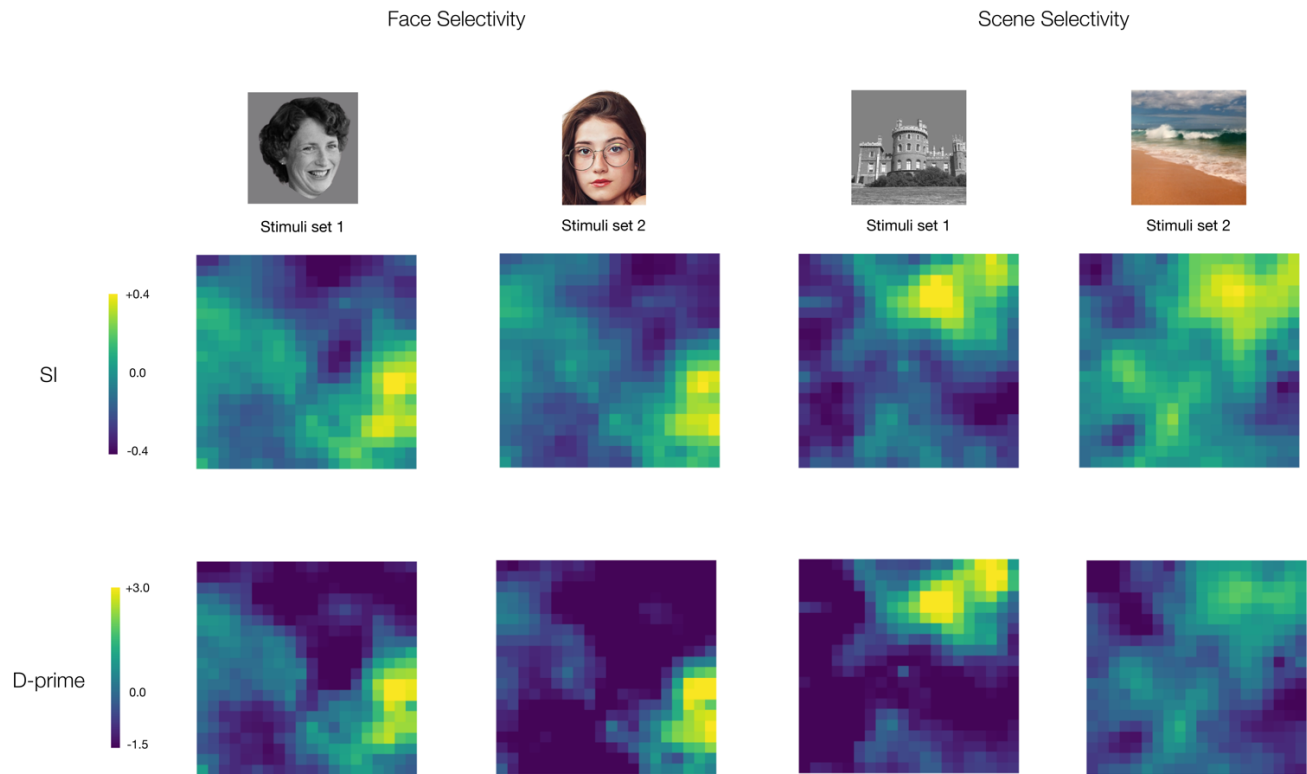 Face Selectivity
Scene Selectivity
Stimuli set 1
Stimuli set 2
Stimuli set 1
Stimuli set 2
SI
+0.4
0.0
-0.4
D-prime
+3.0
0.0
-1.5